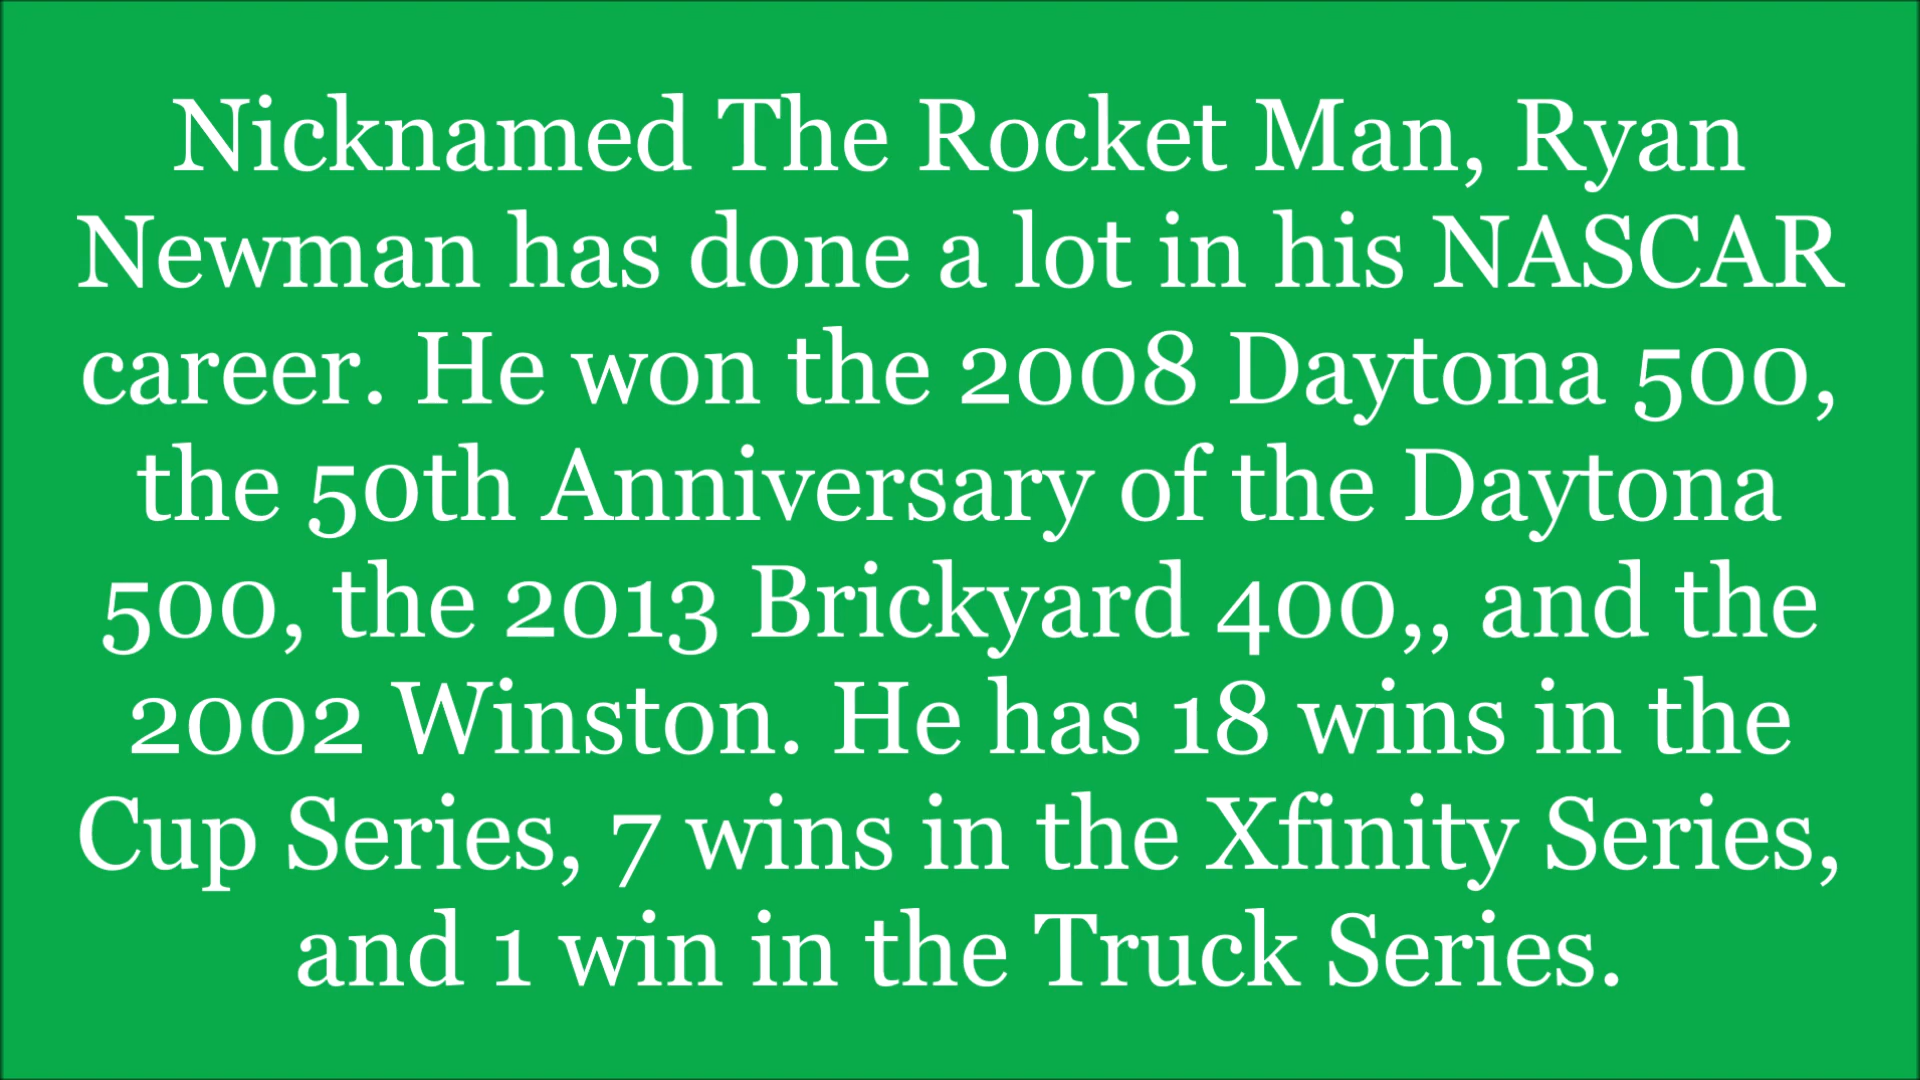 Nicknamed The Rocket Man, Ryan
Newman has done a lot in his NASCAR
career. He won the 2008 Daytona 500,
the 50th Anniversary of the Daytona
500, the 2013 Brickyard 400,, and the
2002 Winston. He has 18 wins in the
Cup Series, 7 wins in the Xfinity Series,
and 1 win in the Truck Series.